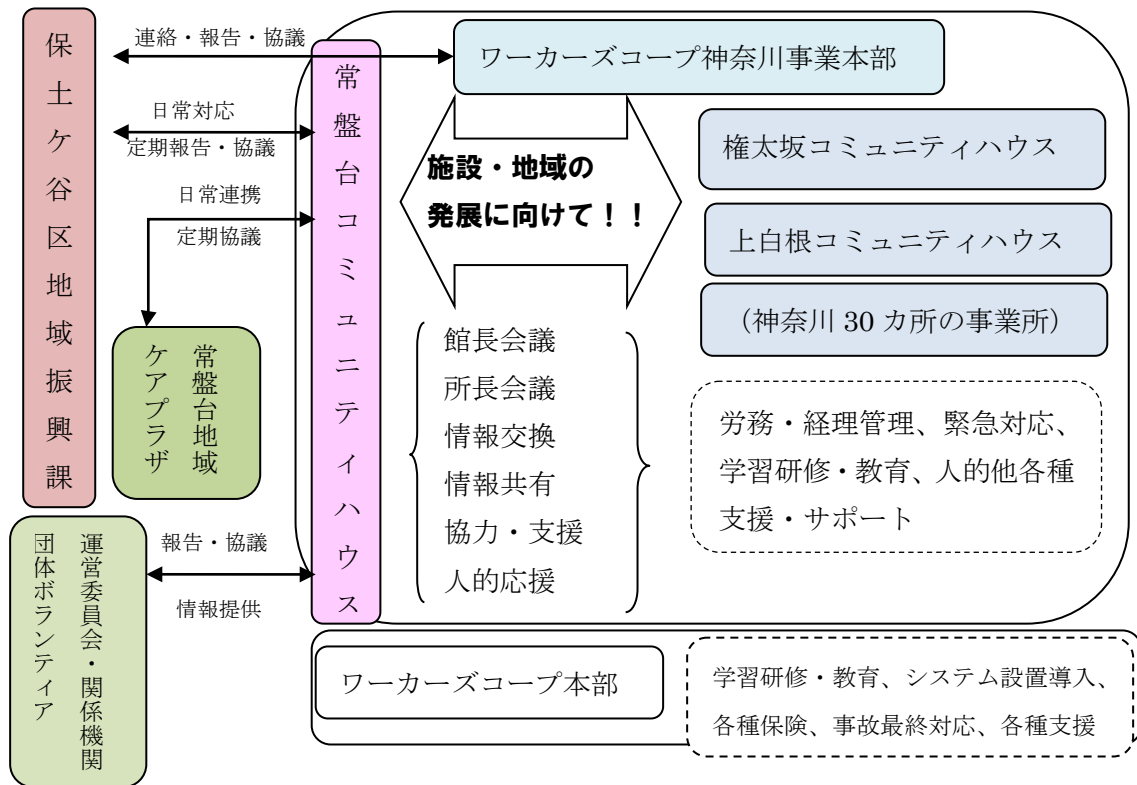 保土ケ谷区地域振興課
連絡・報告・協議
日常対応
定期報告・協議
日常連携
定期協議
常盤台地域
ケアプラザ
運営委員会・関係機関
団体ボランティア
報告・協議
情報提供
常盤台コミュニティハウス
ワーカーズコープ神奈川事業本部
施設・地域の
発展に向けて！！
権太坂コミュニティハウス
上白根コミュニティハウス
（神奈川 30 カ所の事業所）
館長会議
所長会議
情報交換
情報共有
協力・支援
人的応援
労務・経理管理、緊急対応、
学習研修・教育、人的他各種
支援・サポート
ワーカーズコープ本部
学習研修・教育、システム設置導入、
各種保険、事故最終対応、各種支援